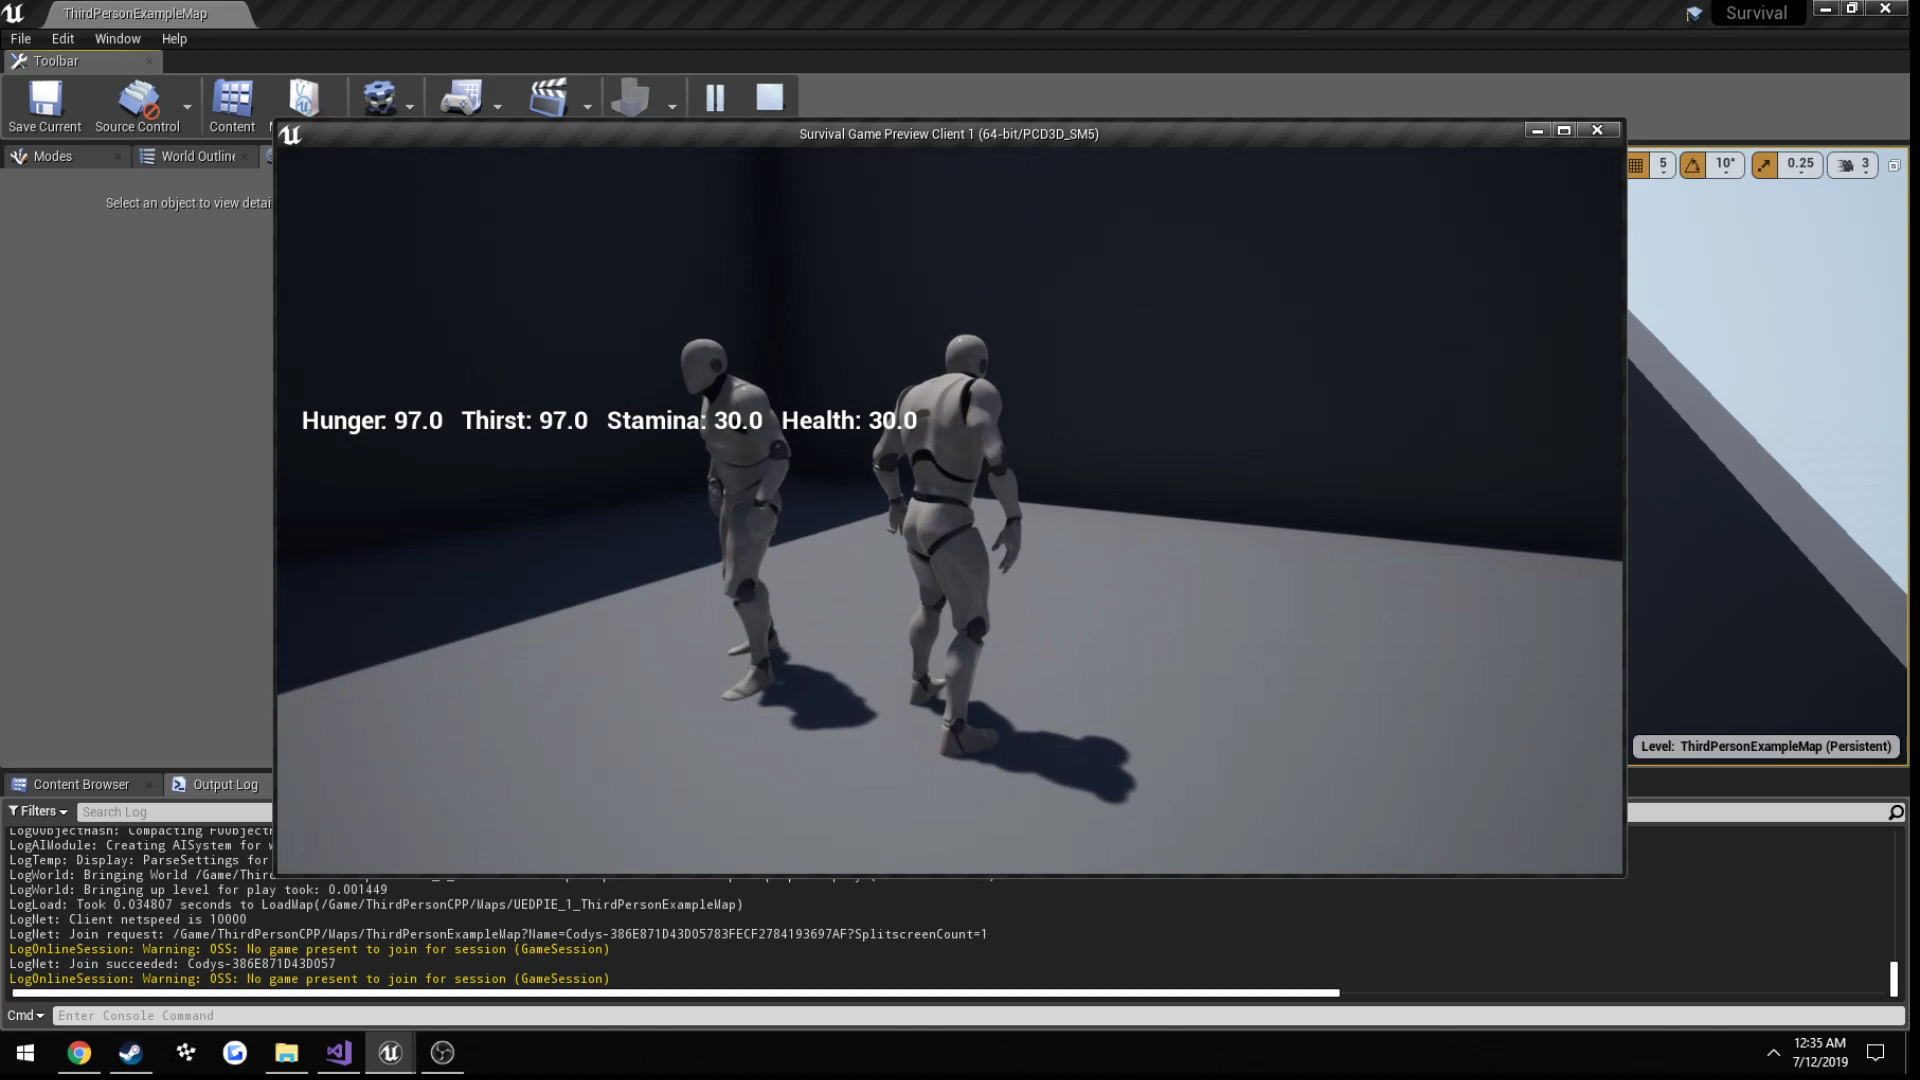 ThirdPersonExampleMap
Survival
File Edit Window Help
Toolbar
Save Current Source Control Content
Survival Game Preview Client 1 (64-bit/PCD3D_SM5)
Modes World Outline
5 10° 0.25 3
Select an object to view detai
Hunger: 97.0 Thirst: 97.0 Stamina: 30.0 Health: 30.0
Level: ThirdPersonExampleMap (Persistent)
Content Browser Output Log
Filters Search Log
LogUObjectHash: Compacting FUObjectH
LogAIModule: Creating AISystem for w
LogTemp: Display: ParseSettings for
LogWorld: Bringing World /Game/Third
LogWorld: Bringing up level for play took: 0.001449
LogLoad: Took 0.034807 seconds to LoadMap(/Game/ThirdPersonCPP/Maps/UEDPIE_1_ThirdPersonExampleMap)
LogNet: Client netspeed is 10000
LogNet: Join request: /Game/ThirdPersonCPP/Maps/ThirdPersonExampleMap?Name=Codys-386E871D43D05783FECF2784193697AF?SplitscreenCount=1
LogOnlineSession: Warning: OSS: No game present to join for session (GameSession)
LogNet: Join succeeded: Codys-386E871D43D057
LogOnlineSession: Warning: OSS: No game present to join for session (GameSession)
Cmd Enter Console Command
12:35 AM
7/12/2019